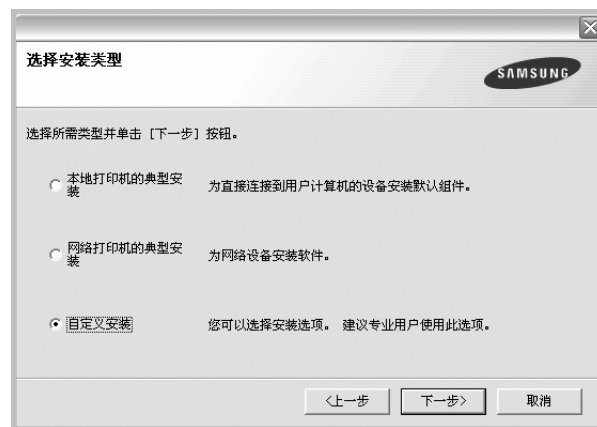 选择安装类型
SAMSUNG
选择所需类型并单击 [下一步] 按钮。
本地打印机的典型安
装
为直接连接到用户计算机的设备安装默认组件。
网络打印机的典型安
装
为网络设备安装软件。
自定义安装
您可以选择安装选项。 建议专业用户使用此选项。
<上一步
下一步>
取消